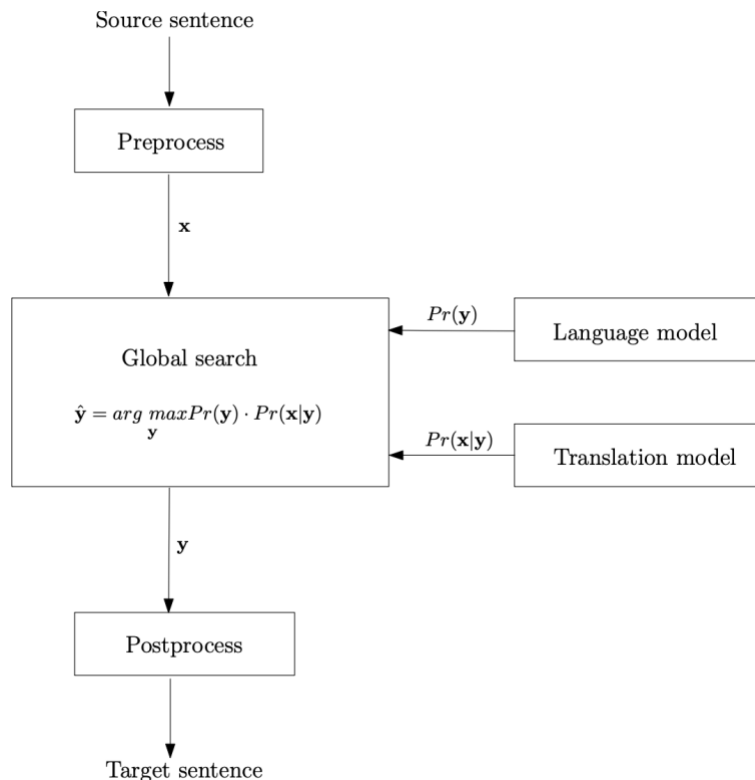 Source sentence
Preprocess
x
Pr(y)
Language model
Global search
ŷ = arg max Pr(y) · Pr(x|y)
y
Pr(x|y)
Translation model
y
Postprocess
Target sentence